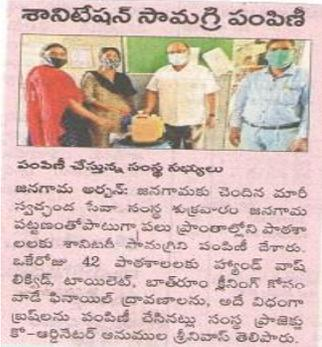 శానిటేషన్ సామగ్రి పంపిణీ
పంపిణీ చేస్తున్న సంస్థ సభ్యులు
జనగామ అర్బన్: జనగామకు చెందిన మారి
స్వచ్ఛంద సేవా సంస్థ శుక్రవారం జనగామ
పట్టణంతోపాటుగా పలు ప్రాంతాల్లోని పాఠశా
లలకు శానిటరీ సామగ్రిని పంపిణీ చేశారు.
ఒకేరోజు 42 పాఠశాలలకు హ్యాండ్ వాష్
లిక్విడ్, టాయిలెట్, బాత్‌రూం క్లీనింగ్ కోసం
వాడే ఫినాయిల్ ద్రావణాలను, అదే విధంగా
బ్రష్‌లను పంపిణీ చేసినట్లు సంస్థ ప్రాజెక్టు
కో–ఆర్డినేటర్ అనుముల శ్రీనివాస్ తెలిపారు.